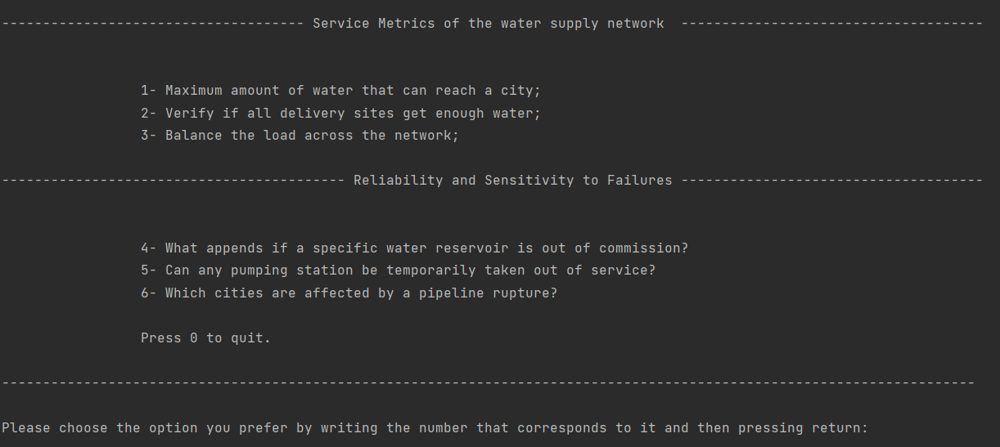 ------------------------------------- Service Metrics of the water supply network  -------------------------------------
1- Maximum amount of water that can reach a city;
2- Verify if all delivery sites get enough water;
3- Balance the load across the network;
------------------------------------------ Reliability and Sensitivity to Failures -------------------------------------
4- What appends if a specific water reservoir is out of commission?
5- Can any pumping station be temporarily taken out of service?
6- Which cities are affected by a pipeline rupture?
Press 0 to quit.
-----------------------------------------------------------------------------------------------------------------------
Please choose the option you prefer by writing the number that corresponds to it and then pressing return: